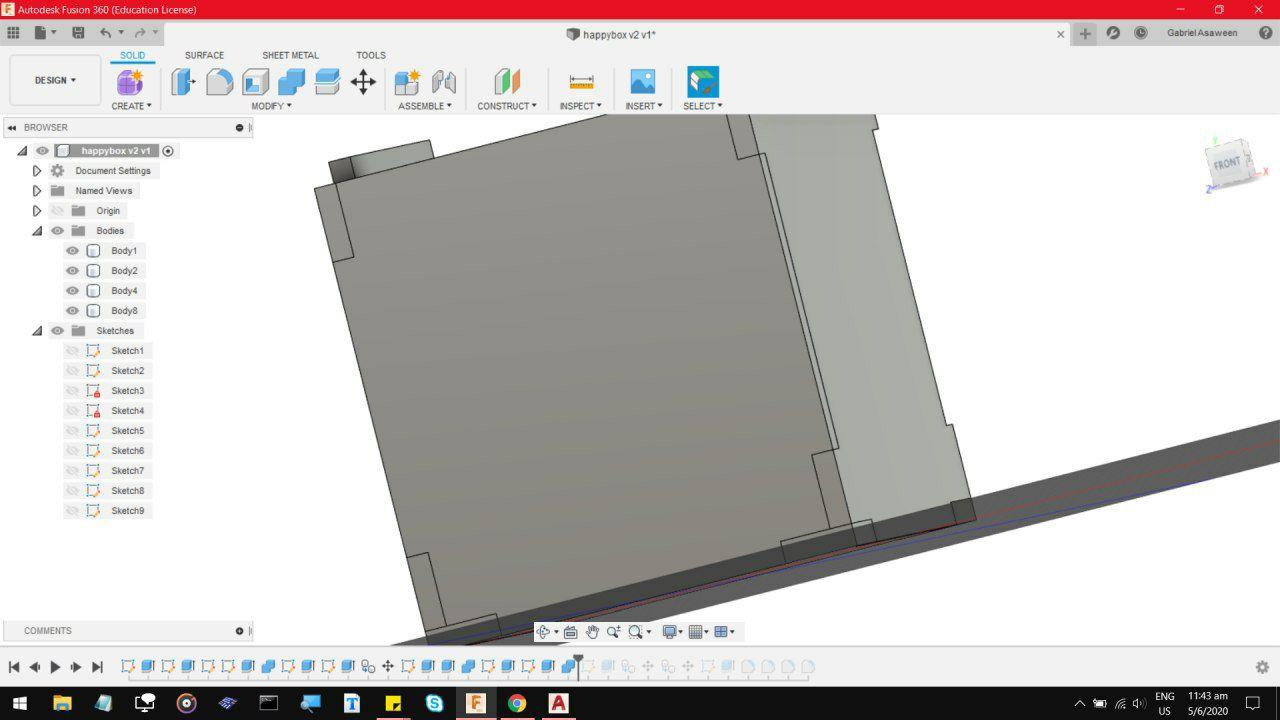 Autodesk Fusion 360 (Education License)
happybox v2 v1*
Gabriel Asaween
DESIGN
SOLID
SURFACE
SHEET METAL
TOOLS
CREATE
MODIFY
ASSEMBLE
CONSTRUCT
INSPECT
INSERT
SELECT
BROWSER
happybox v2 v1
Document Settings
Named Views
Origin
Bodies
Body1
Body2
Body4
Body8
Sketches
Sketch1
Sketch2
Sketch3
Sketch4
Sketch5
Sketch6
Sketch7
Sketch8
Sketch9
Y
FRONT
X
Z
COMMENTS
ENG
US
11:43 am
5/6/2020